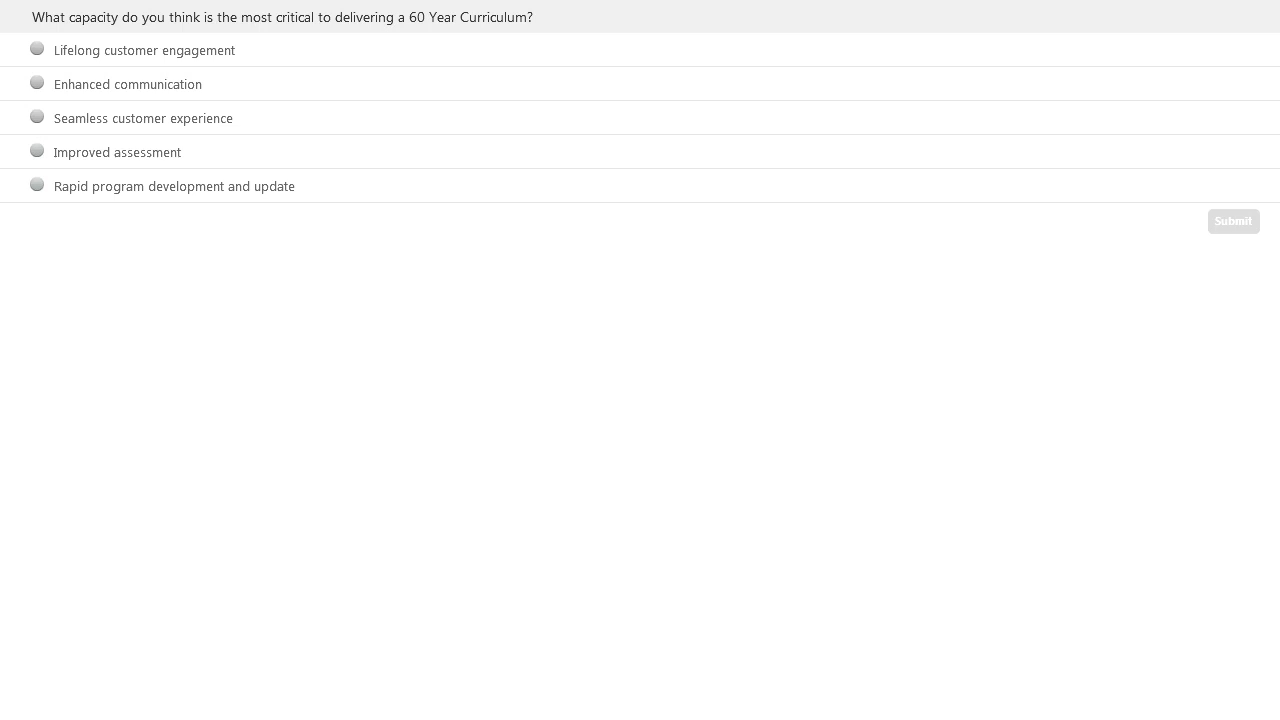 What capacity do you think is the most critical to delivering a 60 Year Curriculum?
Lifelong customer engagement
Enhanced communication
Seamless customer experience
Improved assessment
Rapid program development and update
Submit